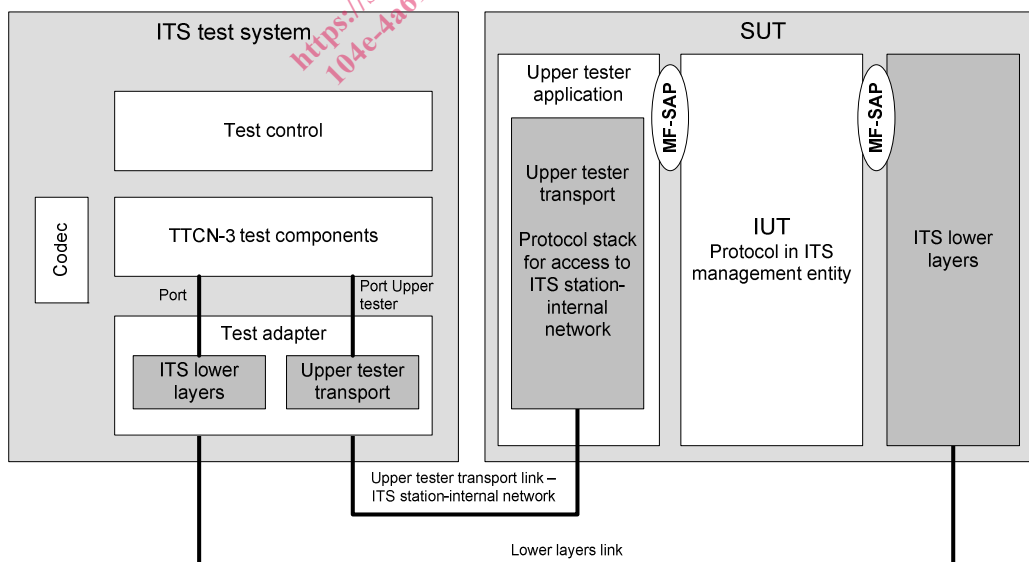 ITS test system
https://s
104e-4a6
Test control
Codec
TTCN-3 test components
Port
Port Upper
tester
Test adapter
ITS lower
layers
Upper tester
transport
SUT
Upper tester
application
Upper tester
transport
Protocol stack
for access to
ITS station-
internal
network
MF-SAP
IUT
Protocol in ITS
management entity
MF-SAP
ITS lower
layers
Upper tester transport link –
ITS station-internal network
Lower layers link